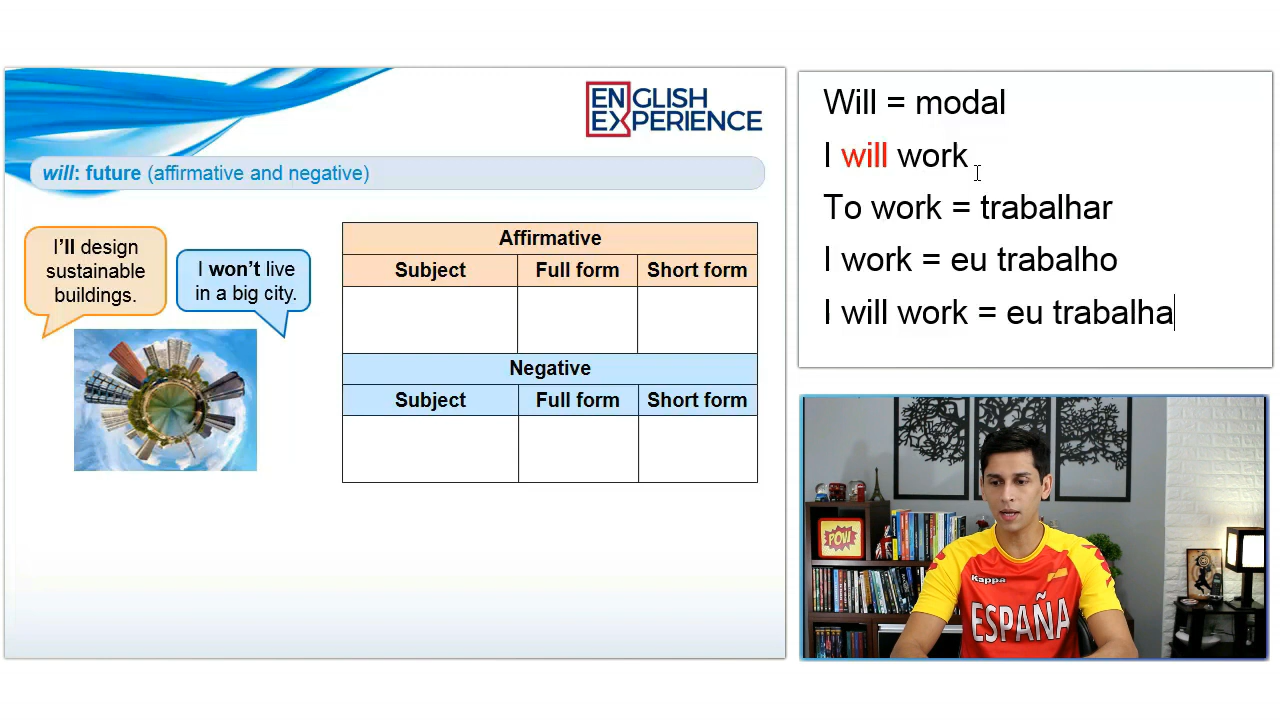 ENGLISH
EXPERIENCE
will: future (affirmative and negative)
I'll design
sustainable
buildings.
I won't live
in a big city.
Affirmative
Subject Full form Short form
Negative
Subject Full form Short form
Will = modal
I will work
To work = trabalhar
I work = eu trabalho
I will work = eu trabalha
POW!
Kappa
ESPAÑA